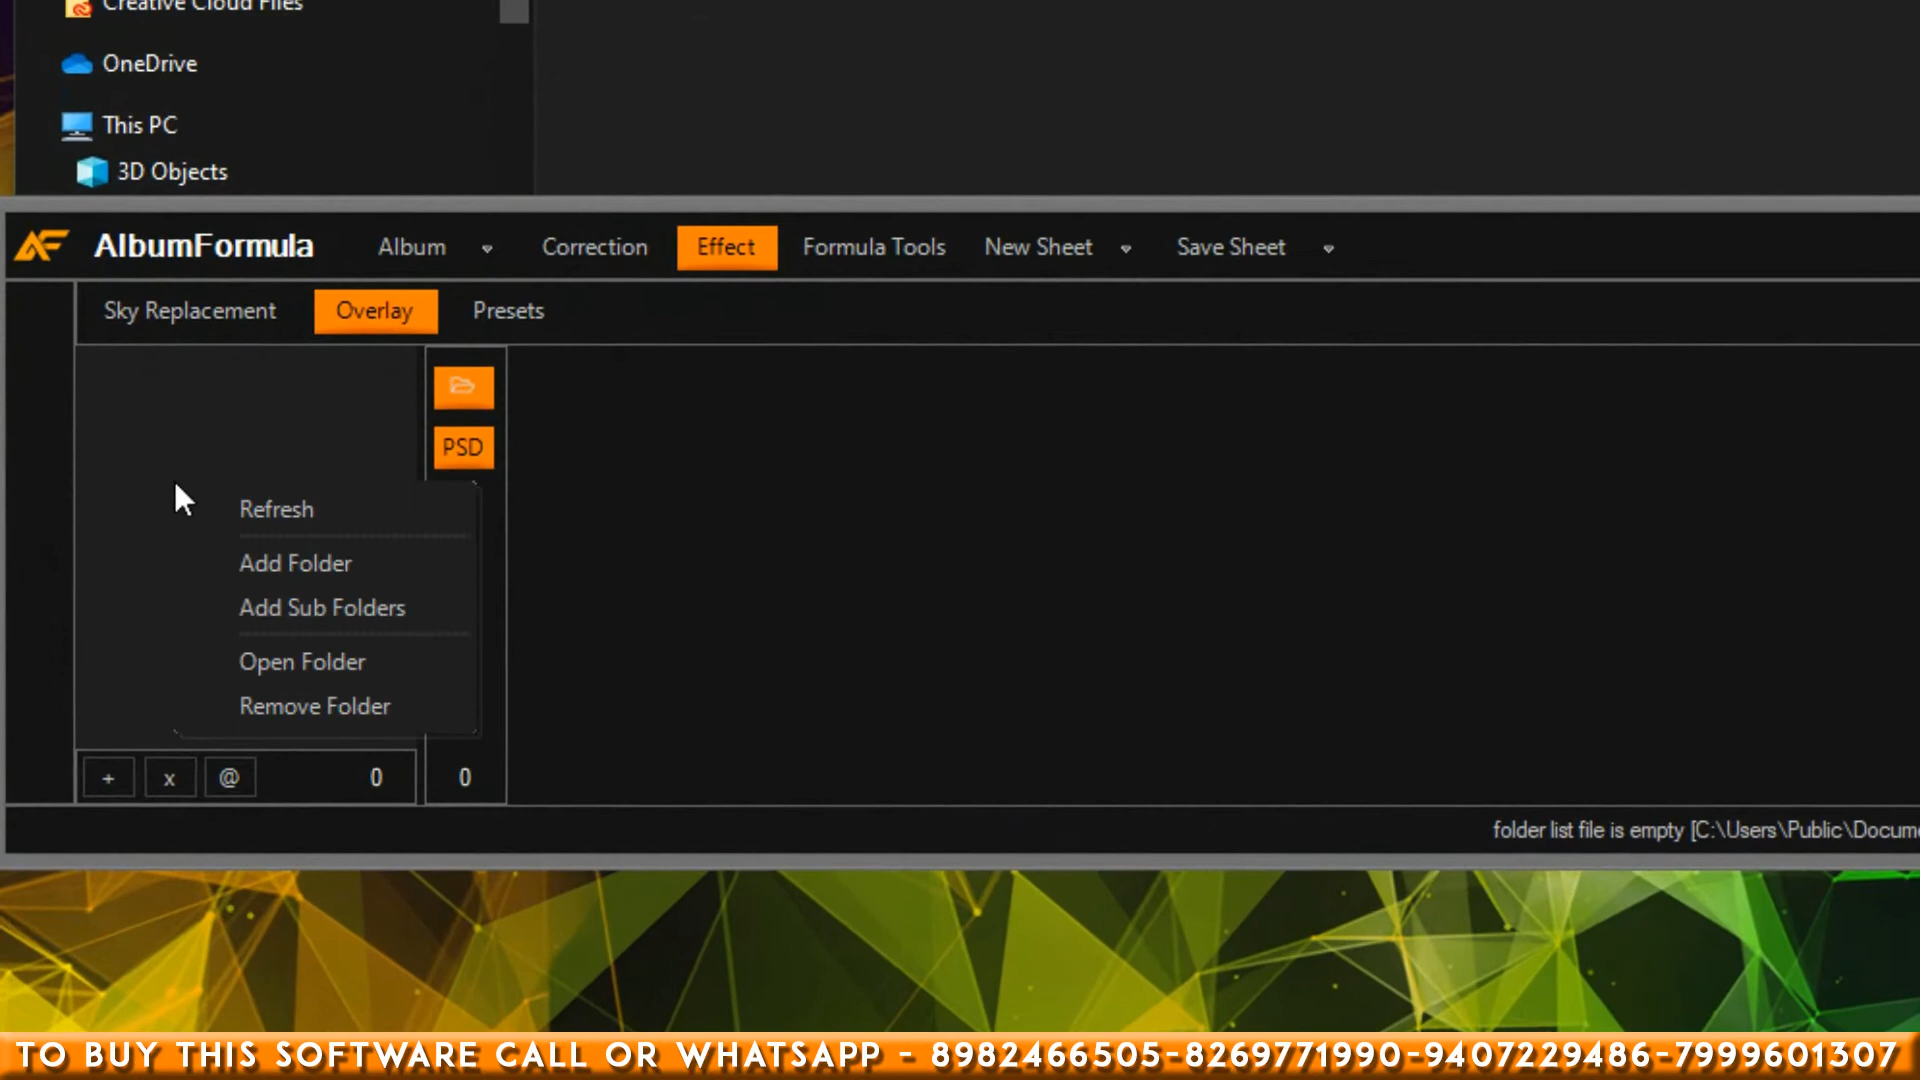 Creative Cloud Files
OneDrive
This PC
3D Objects
AF AlbumFormula Album Correction Effect Formula Tools New Sheet Save Sheet
Sky Replacement Overlay Presets
PSD
Refresh
Add Folder
Add Sub Folders
Open Folder
Remove Folder
+ x @ 0 0
folder list file is empty [C:\Users\Public\Docume
TO BUY THIS SOFTWARE CALL OR WHATSAPP - 8982466505-8269771990-9407229486-7999601307